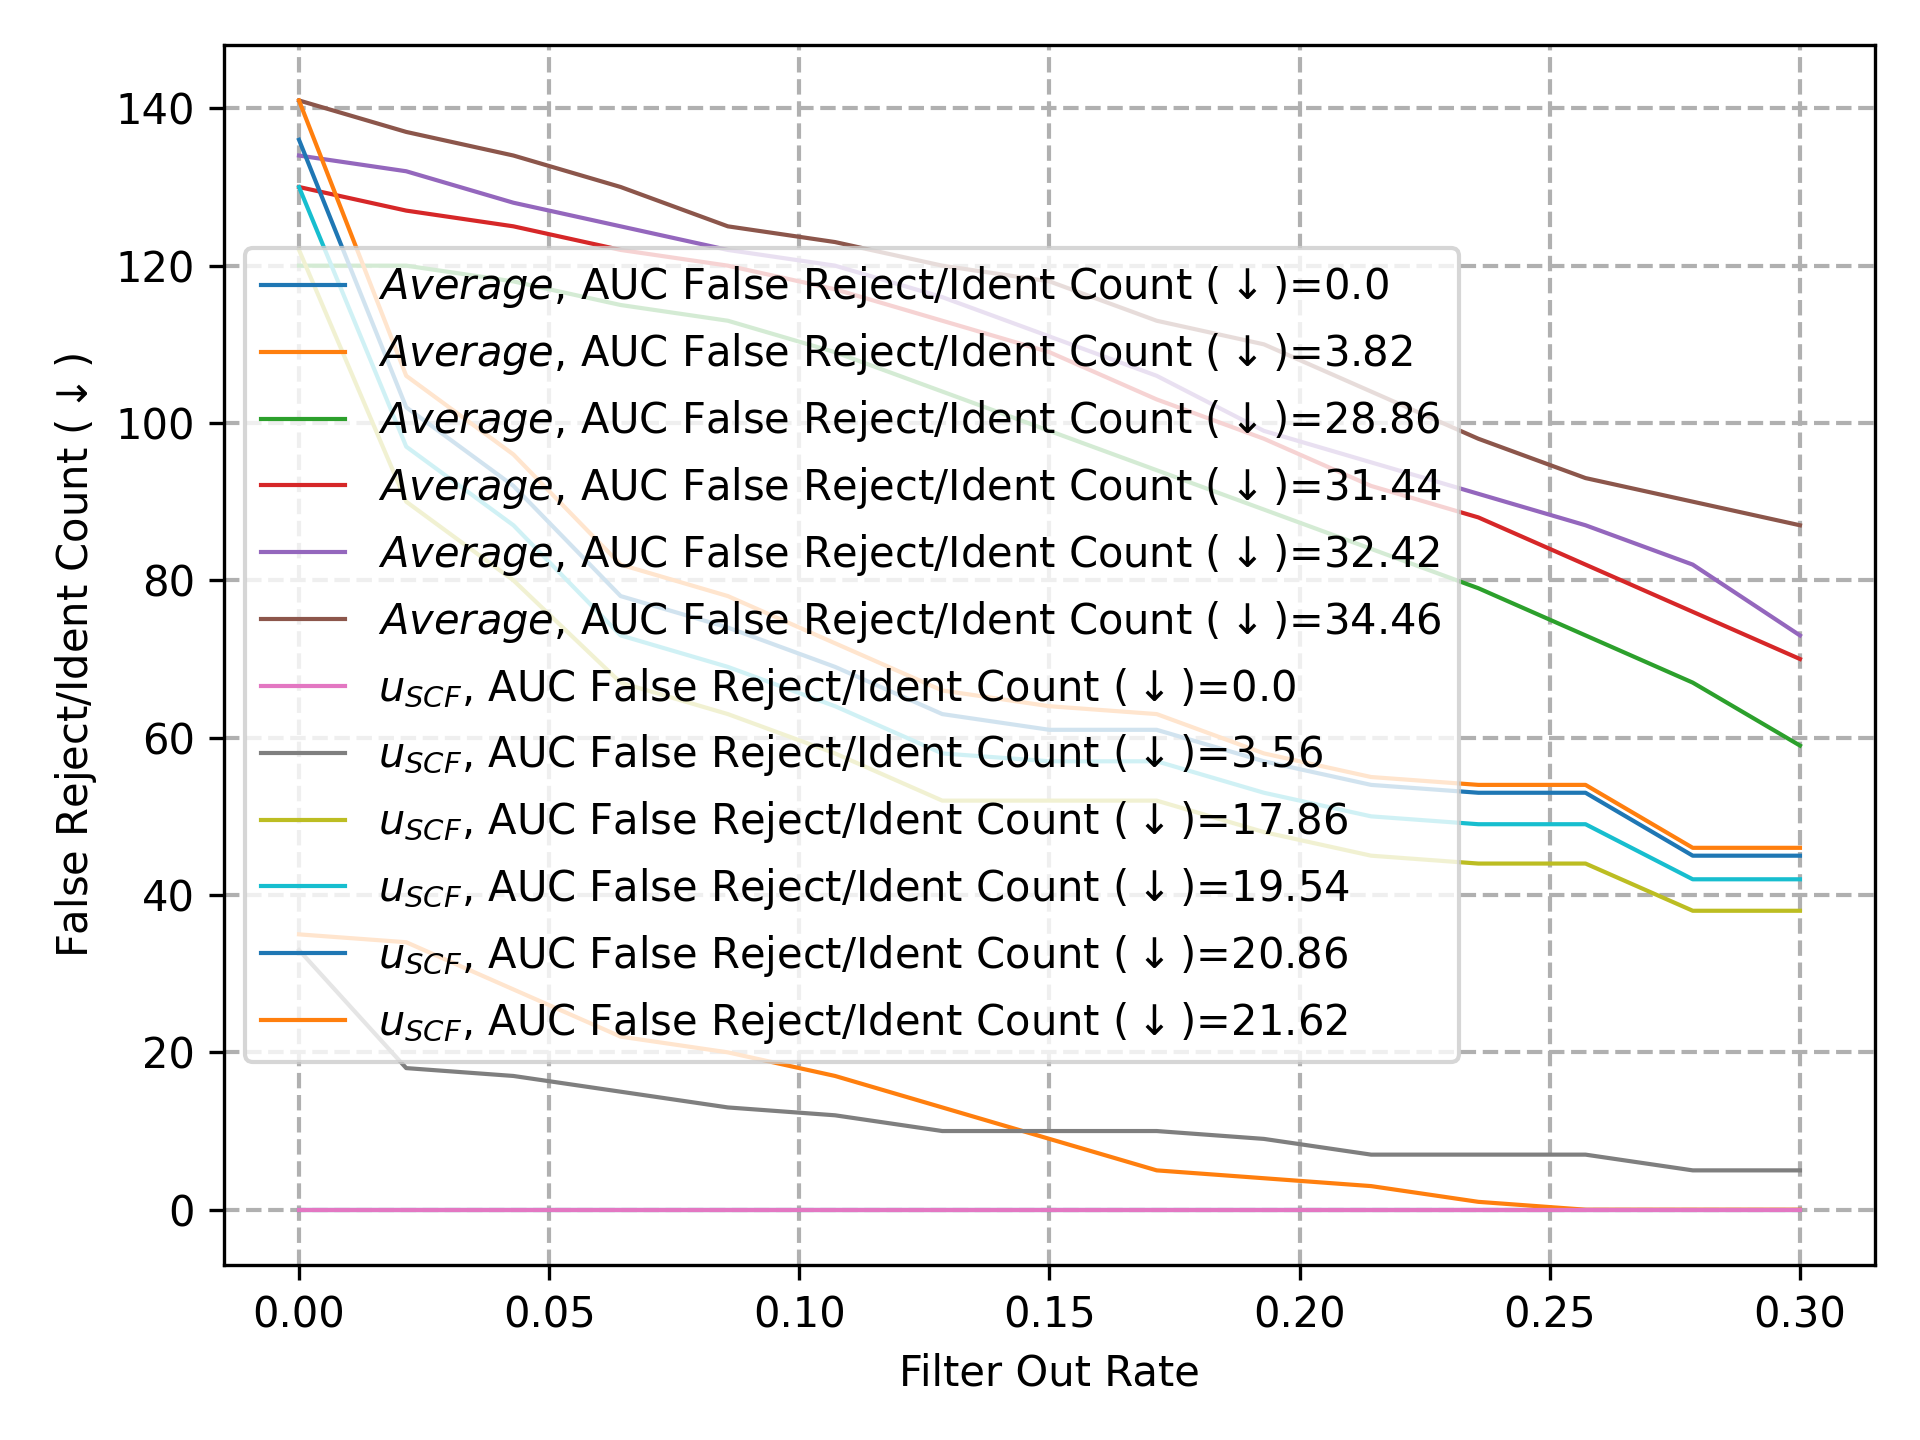 140
120
100
80
60
40
20
0
False Reject/Ident Count (↓)
Average, AUC False Reject/Ident Count (↓)=0.0
Average, AUC False Reject/Ident Count (↓)=3.82
Average, AUC False Reject/Ident Count (↓)=28.86
Average, AUC False Reject/Ident Count (↓)=31.44
Average, AUC False Reject/Ident Count (↓)=32.42
Average, AUC False Reject/Ident Count (↓)=34.46
uSCF, AUC False Reject/Ident Count (↓)=0.0
uSCF, AUC False Reject/Ident Count (↓)=3.56
uSCF, AUC False Reject/Ident Count (↓)=17.86
uSCF, AUC False Reject/Ident Count (↓)=19.54
uSCF, AUC False Reject/Ident Count (↓)=20.86
uSCF, AUC False Reject/Ident Count (↓)=21.62
0.00 0.05 0.10 0.15 0.20 0.25 0.30
Filter Out Rate